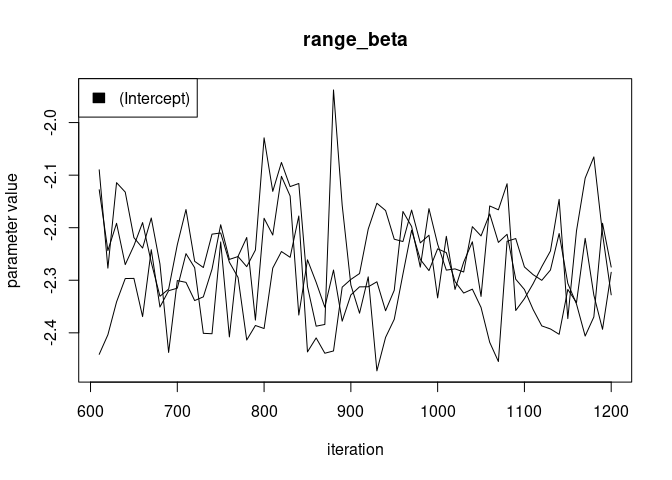 range_beta
(Intercept)
parameter value
-2.0
-2.1
-2.2
-2.3
-2.4
600 700 800 900 1000 1100 1200
iteration